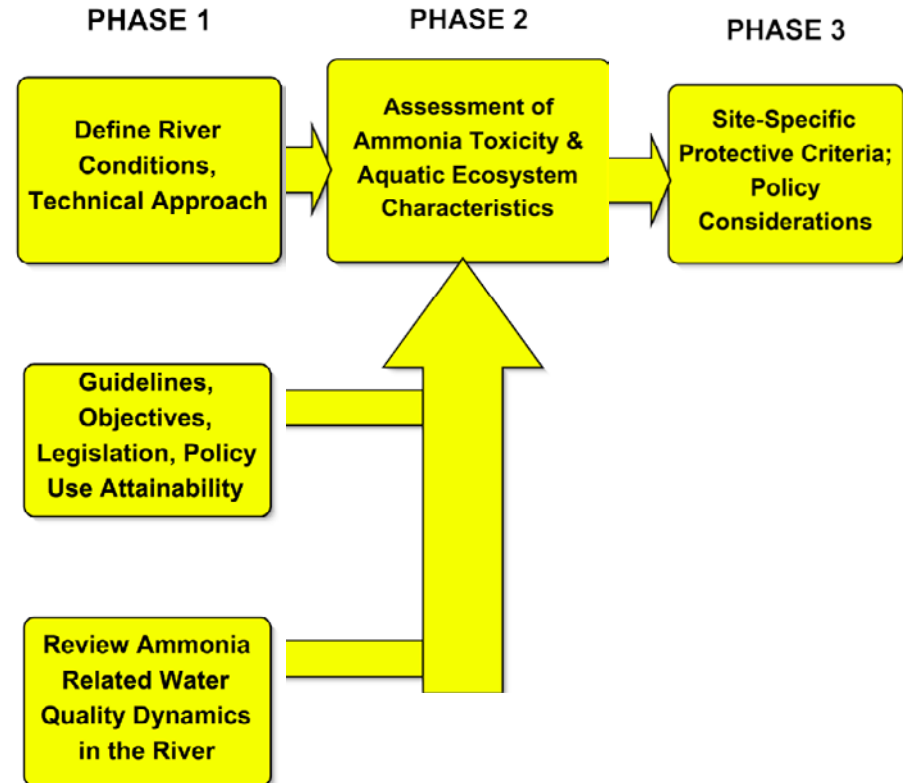 PHASE 1
PHASE 2
PHASE 3
Define River
Conditions,
Technical Approach
Assessment of
Ammonia Toxicity &
Aquatic Ecosystem
Characteristics
Site-Specific
Protective Criteria;
Policy
Considerations
Guidelines,
Objectives,
Legislation, Policy
Use Attainability
Review Ammonia
Related Water
Quality Dynamics
in the River